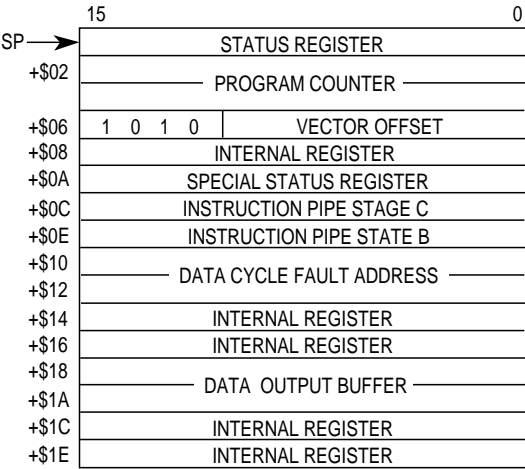 15 0
SP STATUS REGISTER
+$02 PROGRAM COUNTER
+$06 1 0 1 0 VECTOR OFFSET
+$08 INTERNAL REGISTER
+$0A SPECIAL STATUS REGISTER
+$0C INSTRUCTION PIPE STAGE C
+$0E INSTRUCTION PIPE STATE B
+$10
DATA CYCLE FAULT ADDRESS
+$12
+$14 INTERNAL REGISTER
+$16 INTERNAL REGISTER
+$18
DATA OUTPUT BUFFER
+$1A
+$1C INTERNAL REGISTER
+$1E INTERNAL REGISTER